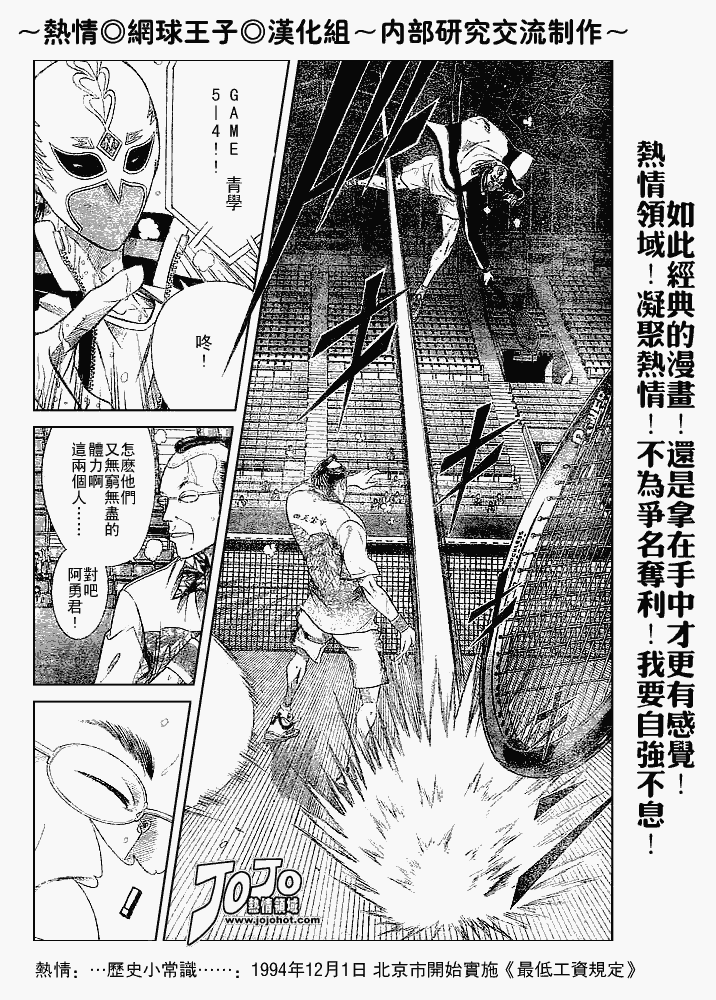 ～熱情◎網球王子◎漢化組～内部研究交流制作～
如此經典的漫畫！還是拿在手中才更有感覺！
熱情領域！凝聚熱情！不為爭名奪利！我要自強不息！
GAME 青學
5―4！！
咚！
怎麼他們
又無窮無盡的
體力啊
這兩個人……
對吧
阿勇君！
!
POWER
JOJO
熱情領域
www.jojohot.com
熱情：…歷史小常識……：1994年12月1日 北京市開始實施《最低工資規定》